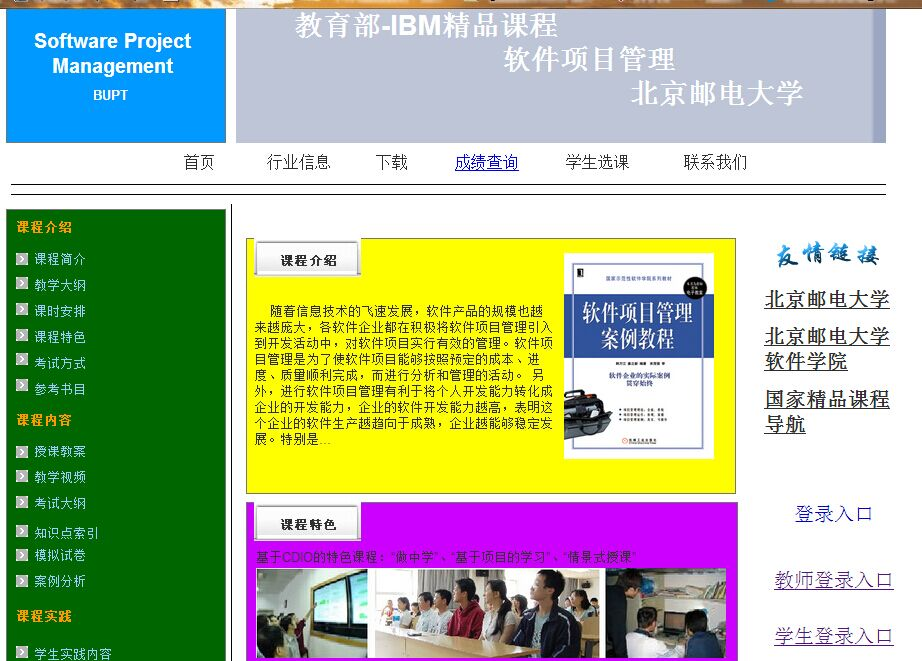 Software Project
Management
BUPT
教育部-IBM精品课程
软件项目管理
北京邮电大学
首页 行业信息 下载 成绩查询 学生选课 联系我们
课程介绍
课程简介
教学大纲
课时安排
课程特色
考试方式
参考书目
课程内容
授课教案
教学视频
考试大纲
知识点索引
模拟试卷
案例分析
课程实践
学生实践内容
课程介绍
随着信息技术的飞速发展，软件产品的规模也越
来越庞大，各软件企业都在积极将软件项目管理引入
到开发活动中，对软件项目实行有效的管理。软件项
目管理是为了使软件项目能够按照预定的成本、进
度、质量顺利完成，而进行分析和管理的活动。 另
外，进行软件项目管理有利于将个人开发能力转化成
企业的开发能力，企业的软件开发能力越高，表明这
个企业的软件生产越趋向于成熟，企业越能够稳定发
展。特别是...
国家示范性软件学院系列教材
软件项目管理
案例教程
软件企业的实际案例
贯穿始终
机械工业出版社
课程特色
基于CDIO的特色课程：“做中学”、“基于项目的学习”、“情景式授课”
友情链接
北京邮电大学
北京邮电大学
软件学院
国家精品课程
导航
登录入口
教师登录入口
学生登录入口